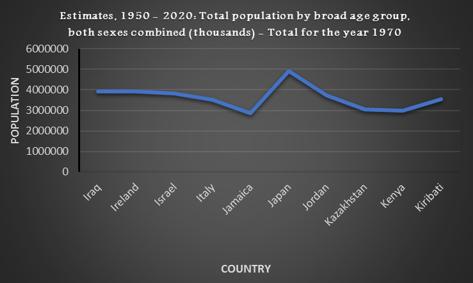 Estimates, 1950 - 2020: Total population by broad age group,
both sexes combined (thousands) - Total for the year 1970
POPULATION
6000000
5000000
4000000
3000000
2000000
1000000
0
Iraq
Ireland
Israel
Italy
Jamaica
Japan
Jordan
Kazakhstan
Kenya
Kiribati
COUNTRY